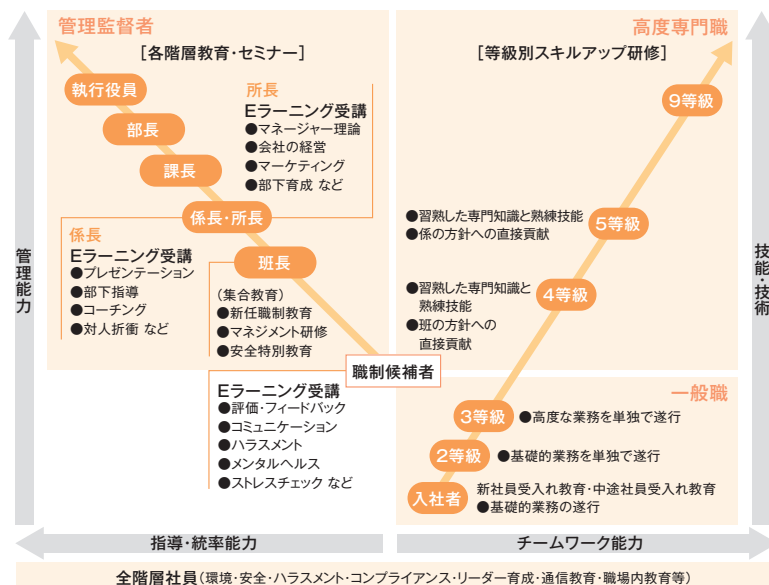 管理監督者
[各階層教育・セミナー]
執行役員
部長
課長
係長・所長
班長
所長
Eラーニング受講
●マネージャー理論
●会社の経営
●マーケティング
●部下育成 など
係長
Eラーニング受講
●プレゼンテーション
●部下指導
●コーチング
●対人折衝 など
(集合教育)
●新任職制教育
●マネジメント研修
●安全特別教育
職制候補者
Eラーニング受講
●評価・フィードバック
●コミュニケーション
●ハラスメント
●メンタルヘルス
●ストレスチェック など
高度専門職
[等級別スキルアップ研修]
9等級
●習熟した専門知識と熟練技能
●係の方針への直接貢献
5等級
●習熟した専門知識と
熟練技能
●班の方針への
直接貢献
4等級
一般職
3等級
●高度な業務を単独で遂行
2等級
●基礎的業務を単独で遂行
入社者
新社員受入れ教育・中途社員受入れ教育
●基礎的業務の遂行
管理能力
技能・技術
指導・統率能力
チームワーク能力
全階層社員(環境・安全・ハラスメント・コンプライアンス・リーダー育成・通信教育・職場内教育等)